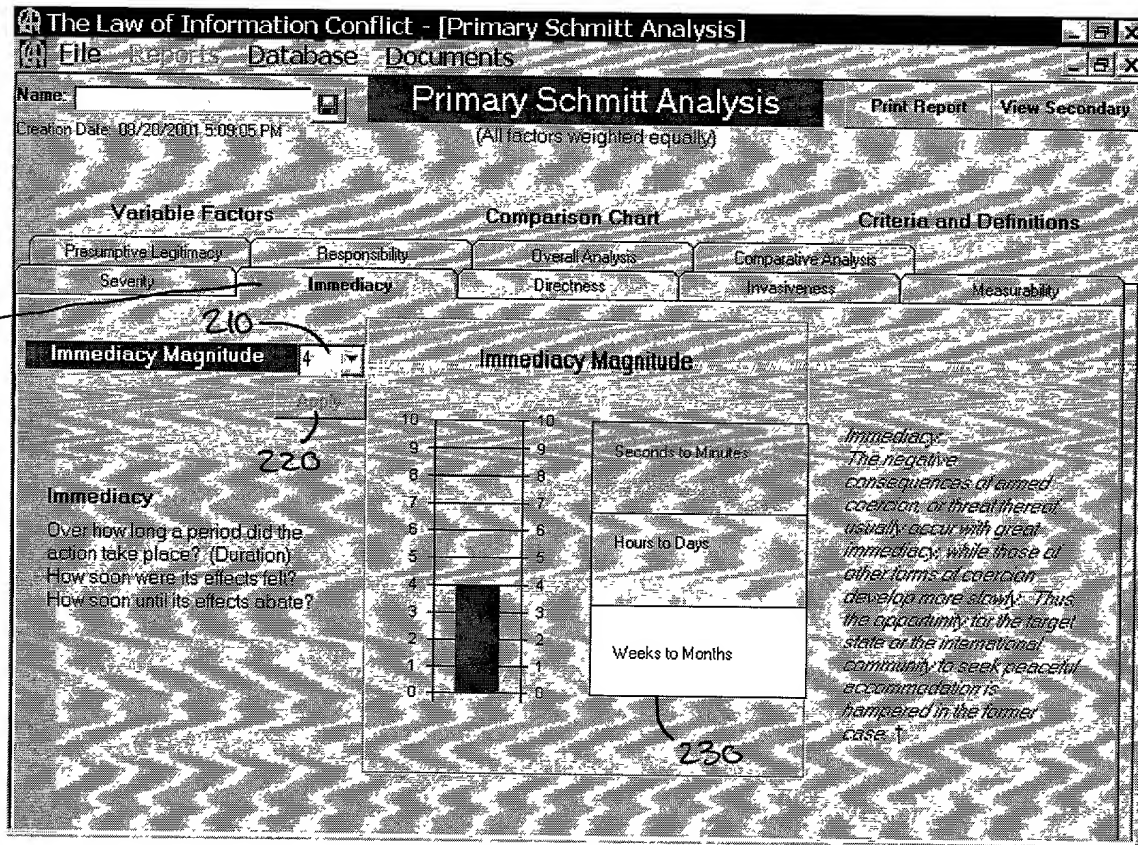 The Law of Information Conflict - [Primary Schmitt Analysis]
File Reports Database Documents
Name:
Primary Schmitt Analysis
Print Report View Secondary
Creation Date: 08/20/2001 5:09:05 PM
(All factors weighted equally)
Variable Factors Comparison Chart Criteria and Definitions
Presumptive Legitimacy Responsibility Overall Analysis Comparative Analysis
Severity Immediacy Directness Invasiveness Measurability
210
Immediacy Magnitude 4
Immediacy Magnitude
Apply
220
10 10
9 9
8 8
7 7
6 6
5 5
4 4
3 3
2 2
1 1
0 0
Seconds to Minutes
Hours to Days
Weeks to Months
230
Immediacy
Over how long a period did the
action take place? (Duration)
How soon were its effects felt?
How soon until its effects abate?
Immediacy:
The negative
consequences of armed
coercion, or threat thereof
usually occur with great
immediacy, while those of
other forms of coercion
develop more slowly. Thus
the opportunity for the target
state or the international
community to seek peaceful
accommodation is
hampered in the former
case. †